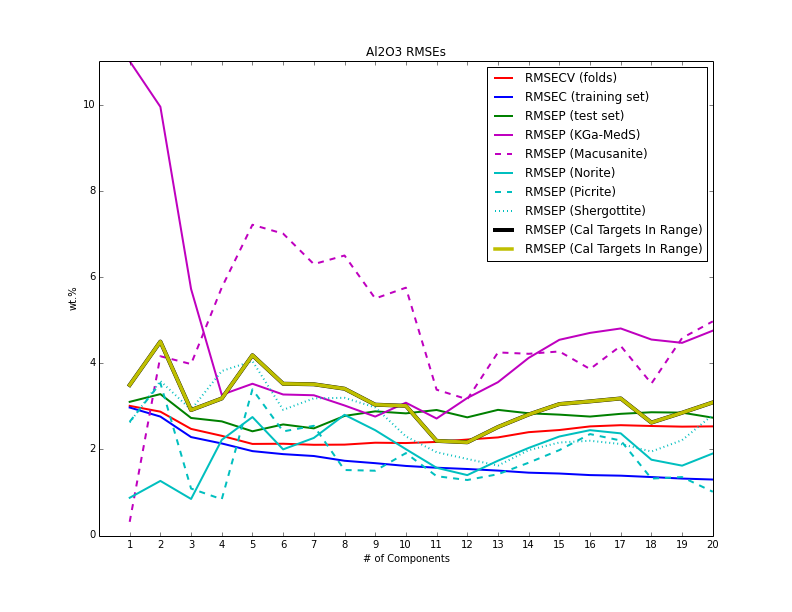 Al2O3 RMSEs
RMSECV (folds)
RMSEC (training set)
RMSEP (test set)
RMSEP (KGa-MedS)
RMSEP (Macusanite)
RMSEP (Norite)
RMSEP (Picrite)
RMSEP (Shergottite)
RMSEP (Cal Targets In Range)
RMSEP (Cal Targets In Range)
wt.%
10
8
6
4
2
0
1 2 3 4 5 6 7 8 9 10 11 12 13 14 15 16 17 18 19 20
# of Components